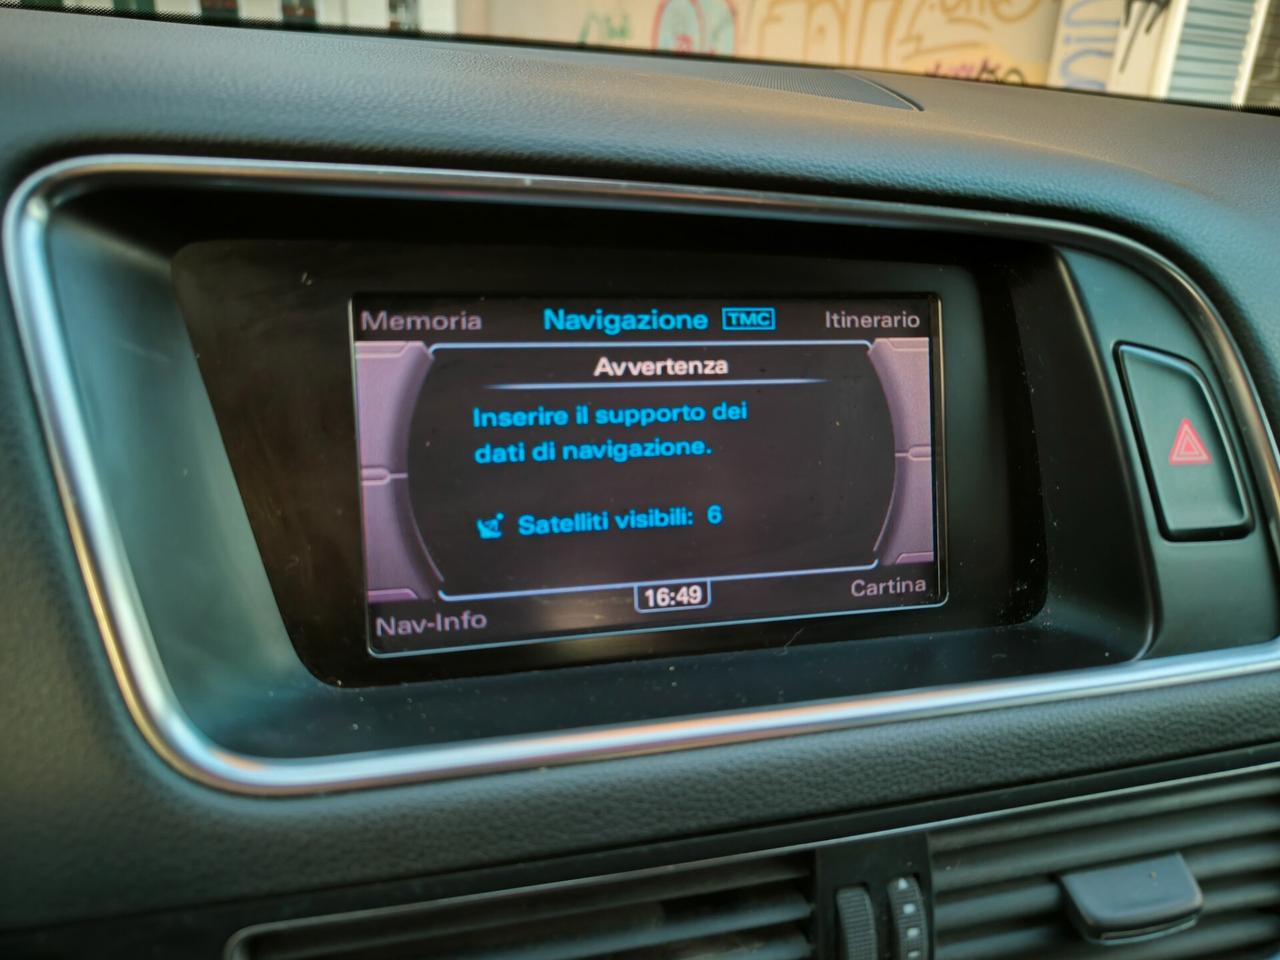 Memoria Navigazione TMC Itinerario
Avvertenza
Inserire il supporto dei
dati di navigazione.
Satelliti visibili: 6
Nav-Info 16:49 Cartina